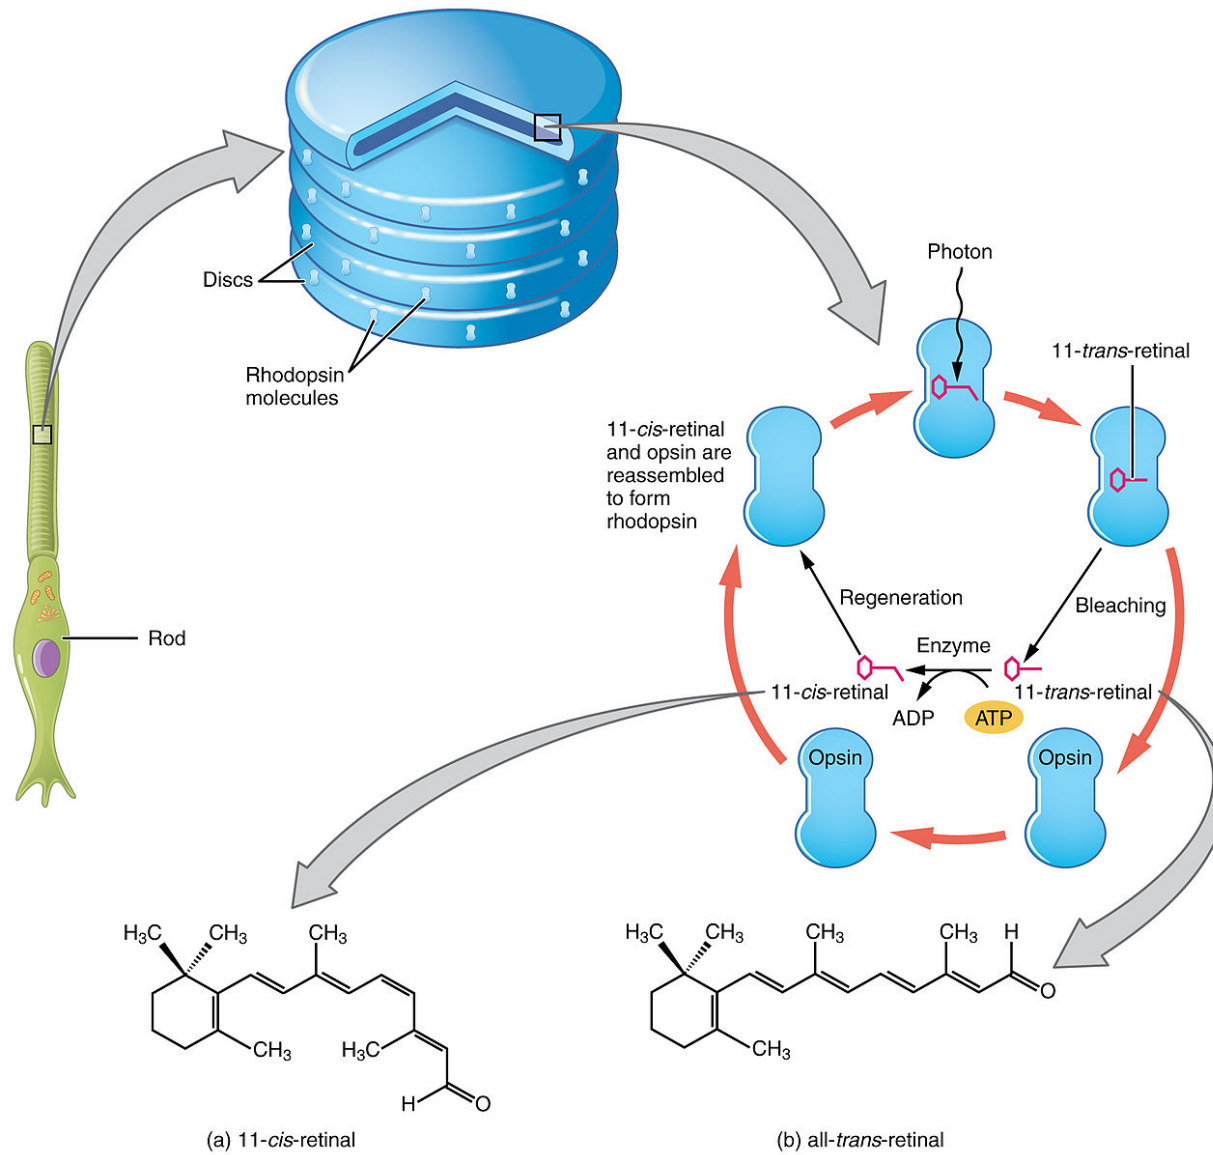 Discs
Rhodopsin
molecules
Rod
Photon
11-trans-retinal
11-cis-retinal
and opsin are
reassembled
to form
rhodopsin
Regeneration
Bleaching
Enzyme
11-cis-retinal
11-trans-retinal
ADP
ATP
Opsin
Opsin
H₃C
CH₃
CH₃
CH₃
H₃C
H
O
(a) 11-cis-retinal
H₃C
CH₃
CH₃
CH₃
H
O
CH₃
(b) all-trans-retinal